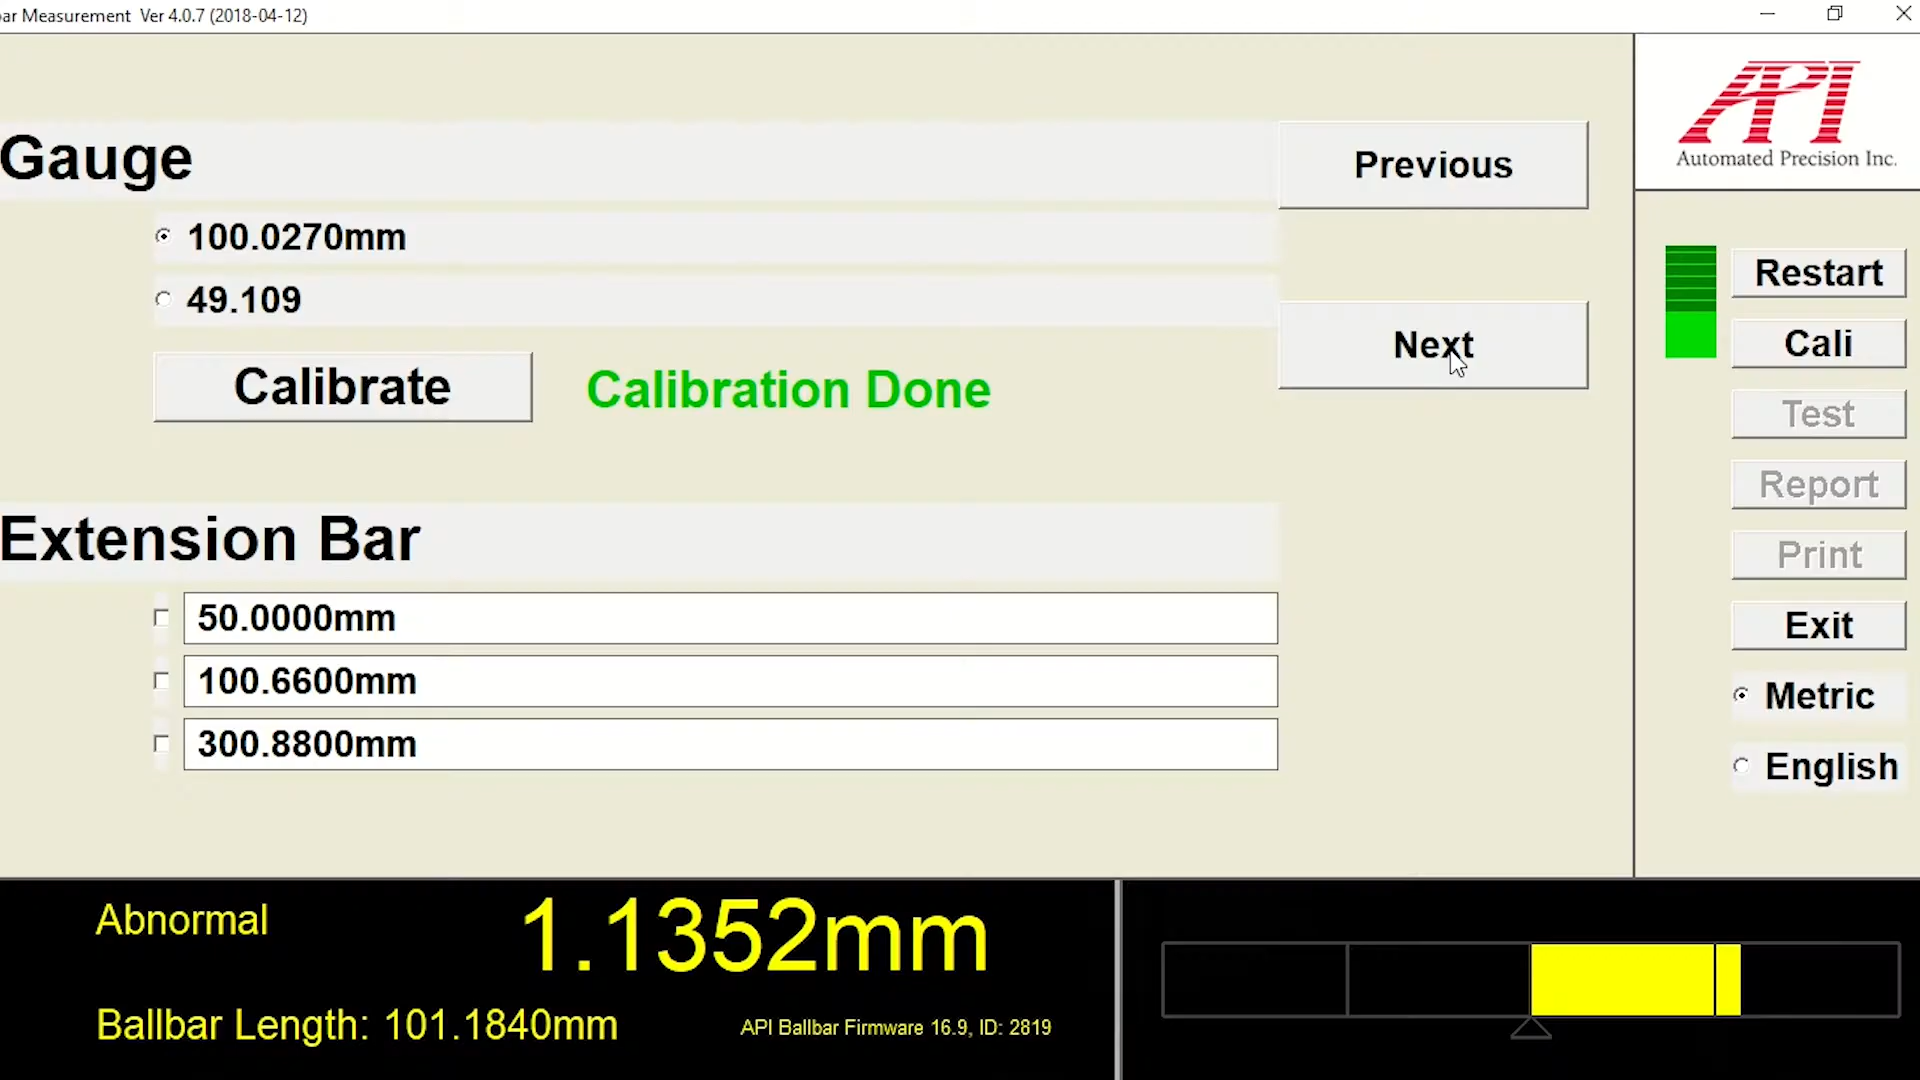 ar Measurement Ver 4.0.7 (2018-04-12)
API
Automated Precision Inc.
Gauge
100.0270mm
49.109
Calibrate
Calibration Done
Previous
Next
Extension Bar
50.0000mm
100.6600mm
300.8800mm
Restart
Cali
Test
Report
Print
Exit
Metric
English
Abnormal
1.1352mm
Ballbar Length: 101.1840mm
API Ballbar Firmware 16.9, ID: 2819